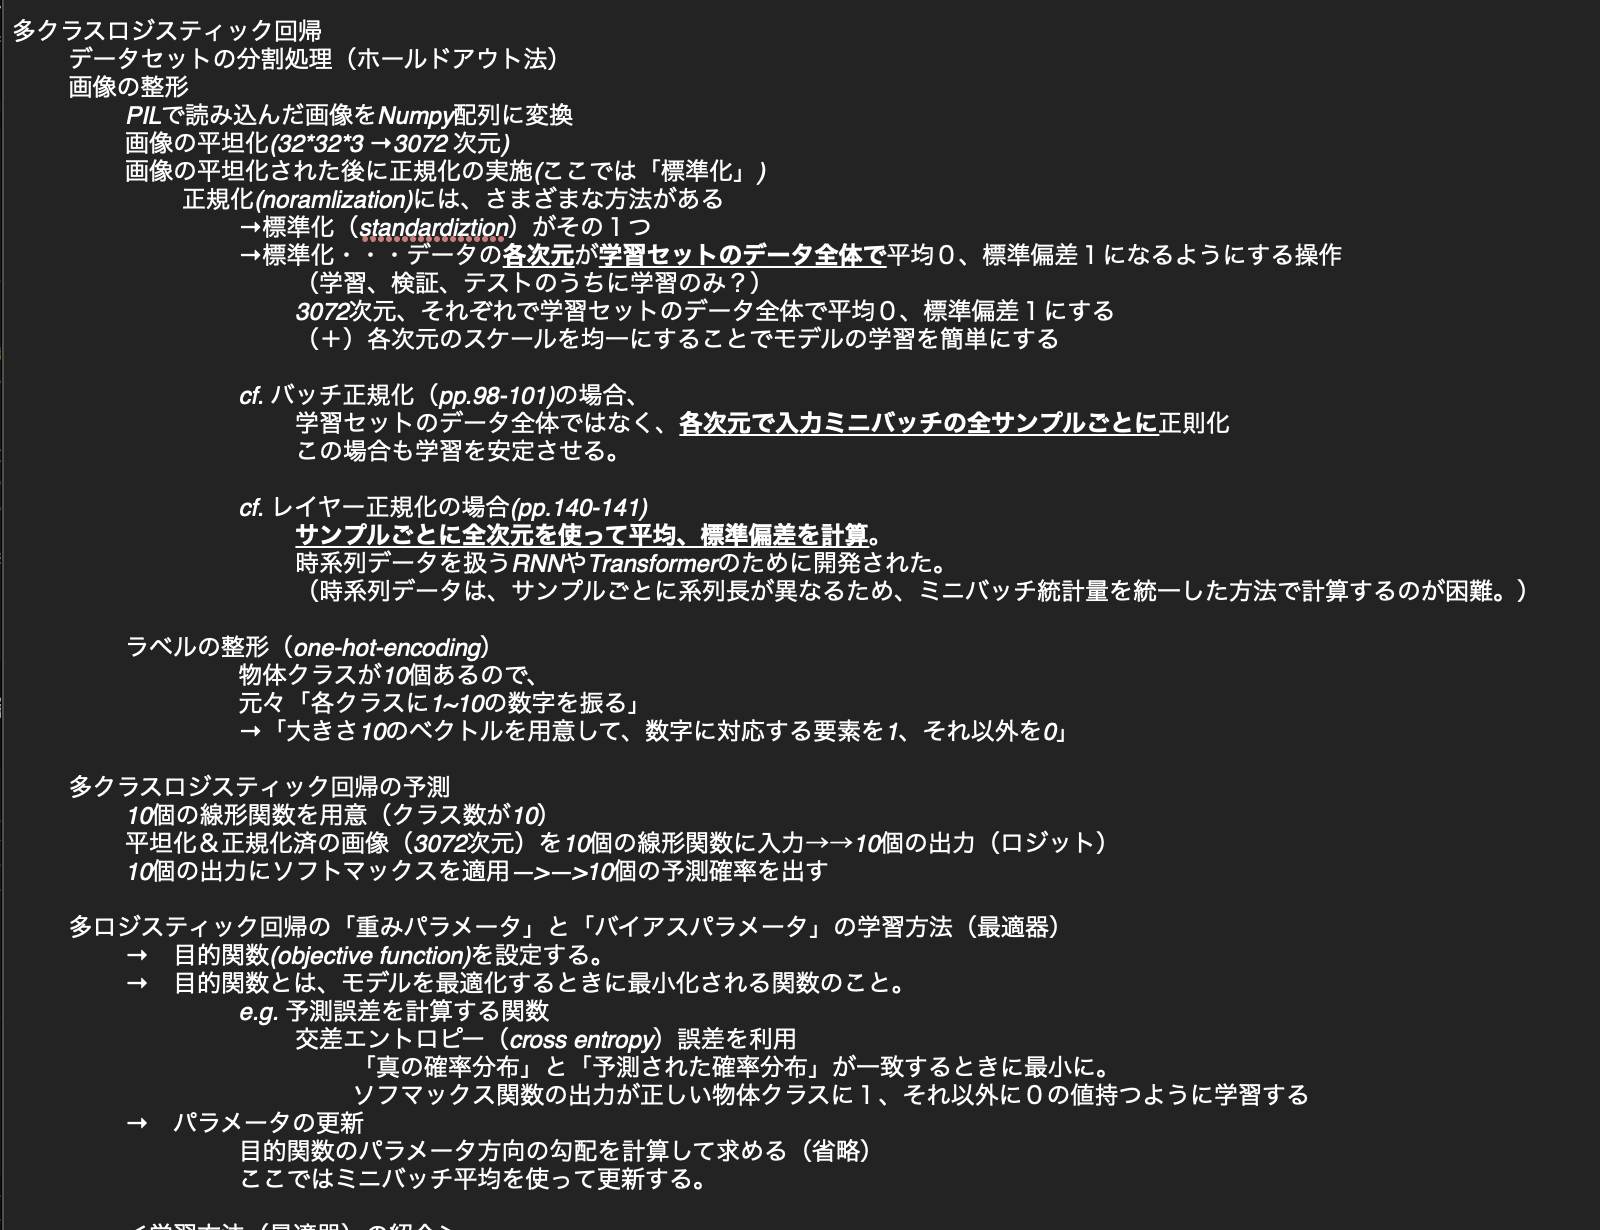 多クラスロジスティック回帰
データセットの分割処理（ホールドアウト法）
画像の整形
PILで読み込んだ画像をNumpy配列に変換
画像の平坦化(32*32*3 →3072 次元)
画像の平坦化された後に正規化の実施(ここでは「標準化」)
正規化(noramlization)には、さまざまな方法がある
→標準化（standardiztion）がその１つ
→標準化・・・データの各次元が学習セットのデータ全体で平均０、標準偏差１になるようにする操作
（学習、検証、テストのうちに学習のみ？）
3072次元、それぞれで学習セットのデータ全体で平均０、標準偏差１にする
（＋）各次元のスケールを均一にすることでモデルの学習を簡単にする
cf. バッチ正規化（pp.98-101)の場合、
学習セットのデータ全体ではなく、各次元で入力ミニバッチの全サンプルごとに正則化
この場合も学習を安定させる。
cf. レイヤー正規化の場合(pp.140-141)
サンプルごとに全次元を使って平均、標準偏差を計算。
時系列データを扱うRNNやTransformerのために開発された。
（時系列データは、サンプルごとに系列長が異なるため、ミニバッチ統計量を統一した方法で計算するのが困難。）
ラベルの整形（one-hot-encoding）
物体クラスが10個あるので、
元々「各クラスに1~10の数字を振る」
→「大きさ10のベクトルを用意して、数字に対応する要素を1、それ以外を0」
多クラスロジスティック回帰の予測
10個の線形関数を用意（クラス数が10）
平坦化＆正規化済の画像（3072次元）を10個の線形関数に入力→→10個の出力（ロジット）
10個の出力にソフトマックスを適用—>—>10個の予測確率を出す
多ロジスティック回帰の「重みパラメータ」と「バイアスパラメータ」の学習方法（最適器）
→　目的関数(objective function)を設定する。
→　目的関数とは、モデルを最適化するときに最小化される関数のこと。
e.g. 予測誤差を計算する関数
交差エントロピー（cross entropy）誤差を利用
「真の確率分布」と「予測された確率分布」が一致するときに最小に。
ソフマックス関数の出力が正しい物体クラスに１、それ以外に０の値持つように学習する
→　パラメータの更新
目的関数のパラメータ方向の勾配を計算して求める（省略）
ここではミニバッチ平均を使って更新する。
＜学習方法（最適器）の紹介＞